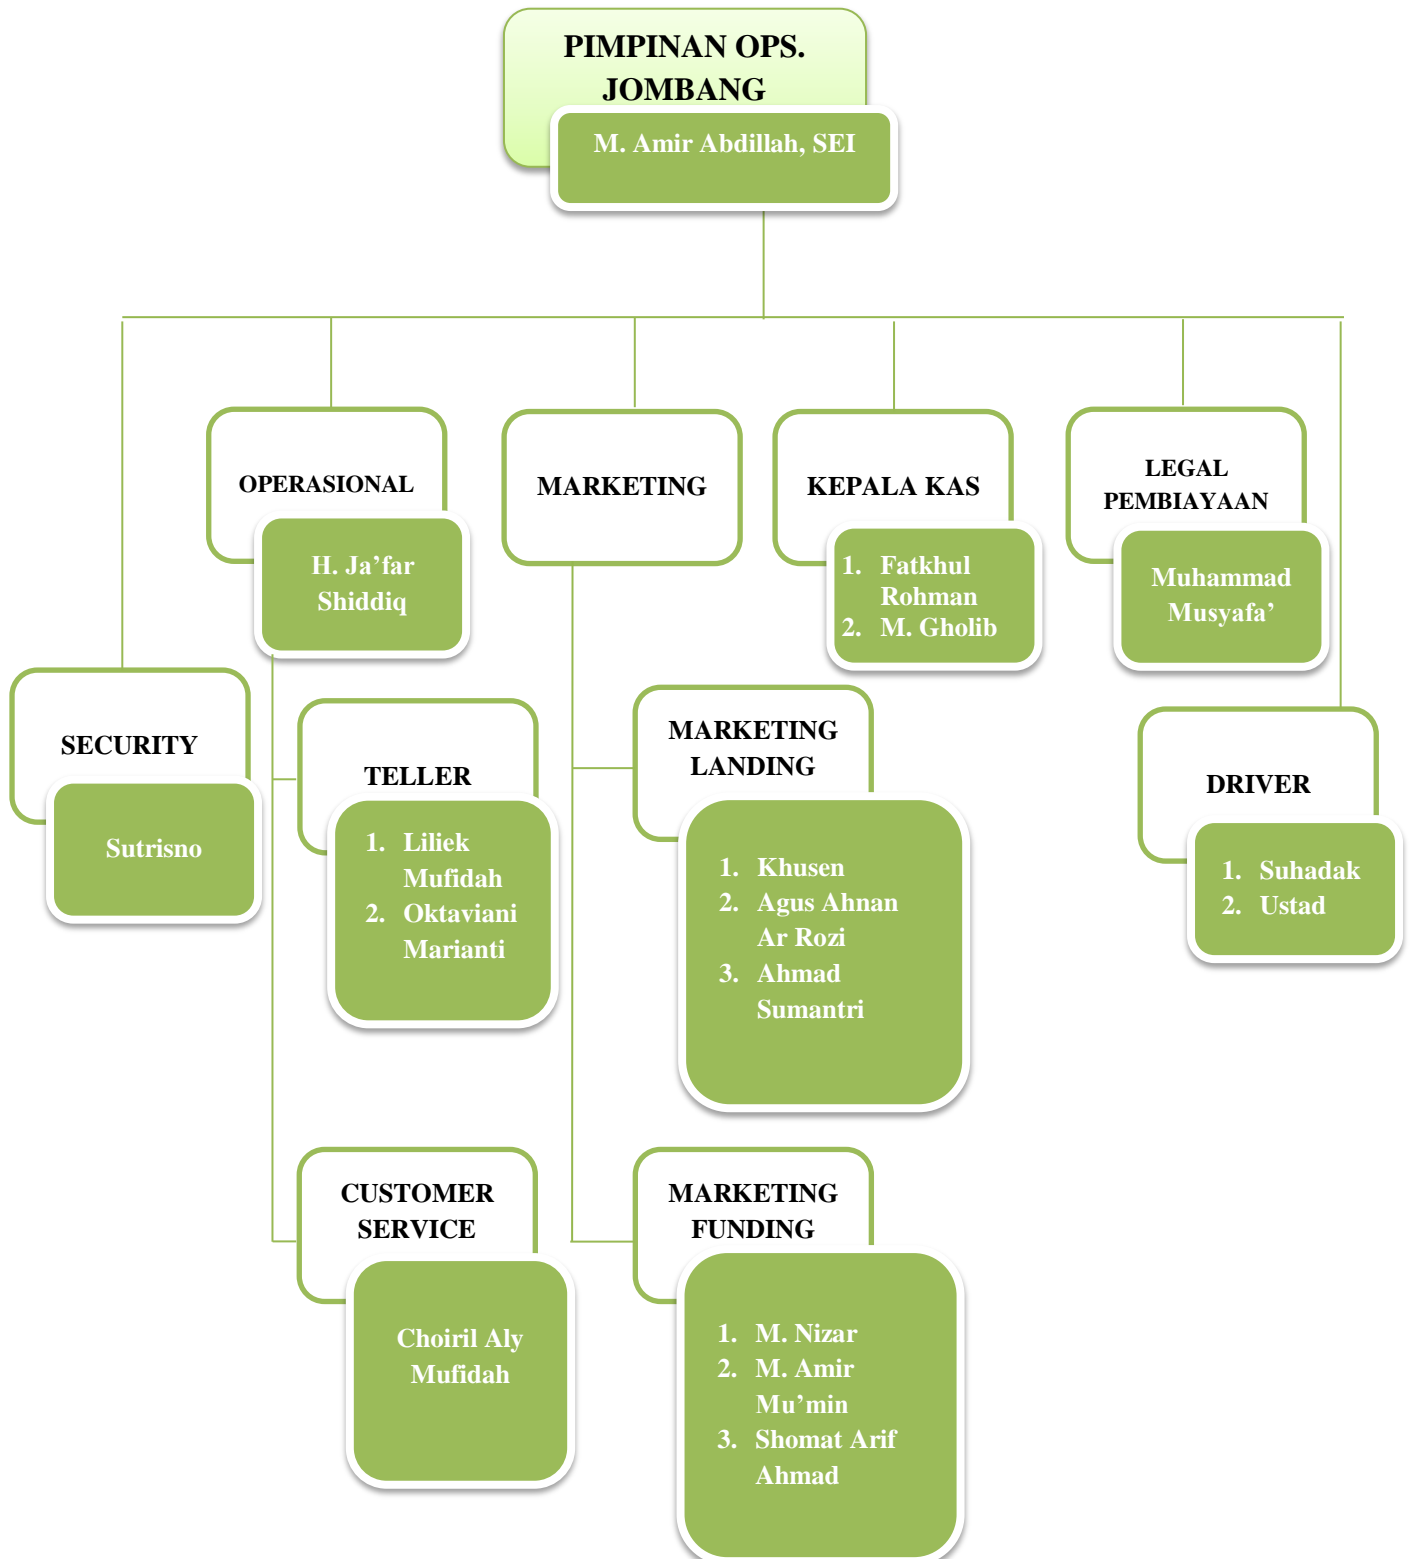 PIMPINAN OPS.
JOMBANG
M. Amir Abdillah, SEI
OPERASIONAL
H. Ja’far
Shiddiq
MARKETING
KEPALA KAS
1. Fatkhul
Rohman
2. M. Gholib
LEGAL
PEMBIAYAAN
Muhammad
Musyafa’
SECURITY
Sutrisno
TELLER
1. Liliek
Mufidah
2. Oktaviani
Marianti
MARKETING
LANDING
1. Khusen
2. Agus Ahnan
Ar Rozi
3. Ahmad
Sumantri
DRIVER
1. Suhadak
2. Ustad
CUSTOMER
SERVICE
Choiril Aly
Mufidah
MARKETING
FUNDING
1. M. Nizar
2. M. Amir
Mu’min
3. Shomat Arif
Ahmad